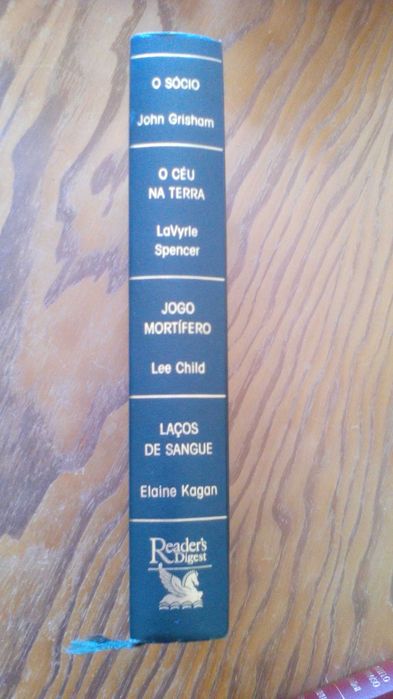 O SÓCIO
John Grisham
O CÉU
NA TERRA
LaVyrle
Spencer
JOGO
MORTÍFERO
Lee Child
LAÇOS
DE SANGUE
Elaine Kagan
Reader's
Digest